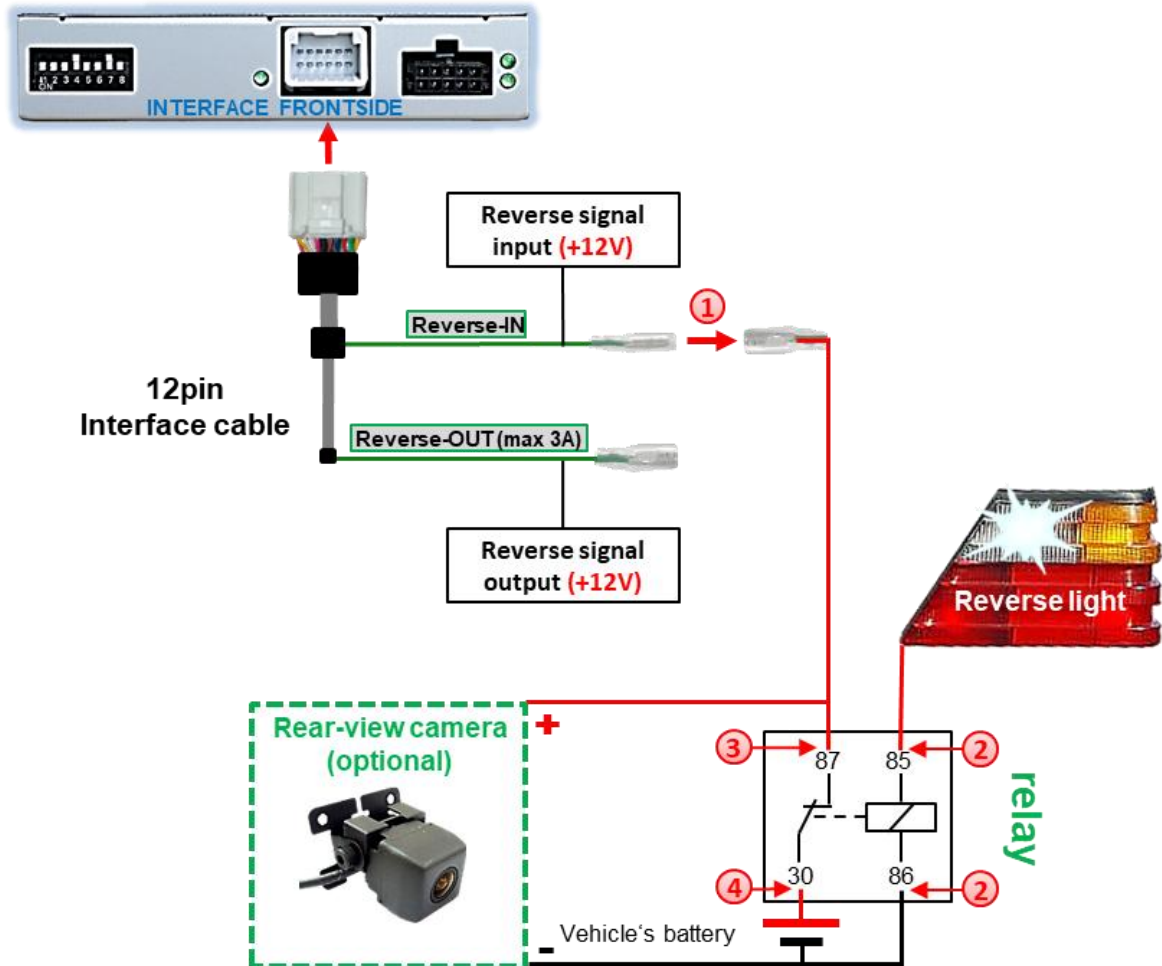 1 2 3 4 5 6 7 8
ON
INTERFACE FRONTSIDE
Reverse signal
input (+12V)
1
Reverse-IN
12pin
Interface cable
Reverse-OUT (max 3A)
Reverse signal
output (+12V)
Reverse light
Rear-view camera
(optional)
+
3
87
85
2
relay
4
30
86
2
-
Vehicle‘s battery